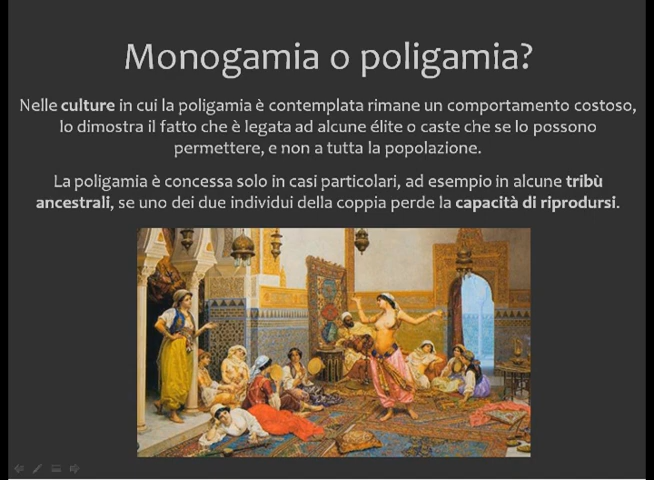 Monogamia o poligamia?
Nelle culture in cui la poligamia è contemplata rimane un comportamento costoso,
lo dimostra il fatto che è legata ad alcune élite o caste che se lo possono
permettere, e non a tutta la popolazione.
La poligamia è concessa solo in casi particolari, ad esempio in alcune tribù
ancestrali, se uno dei due individui della coppia perde la capacità di riprodursi.